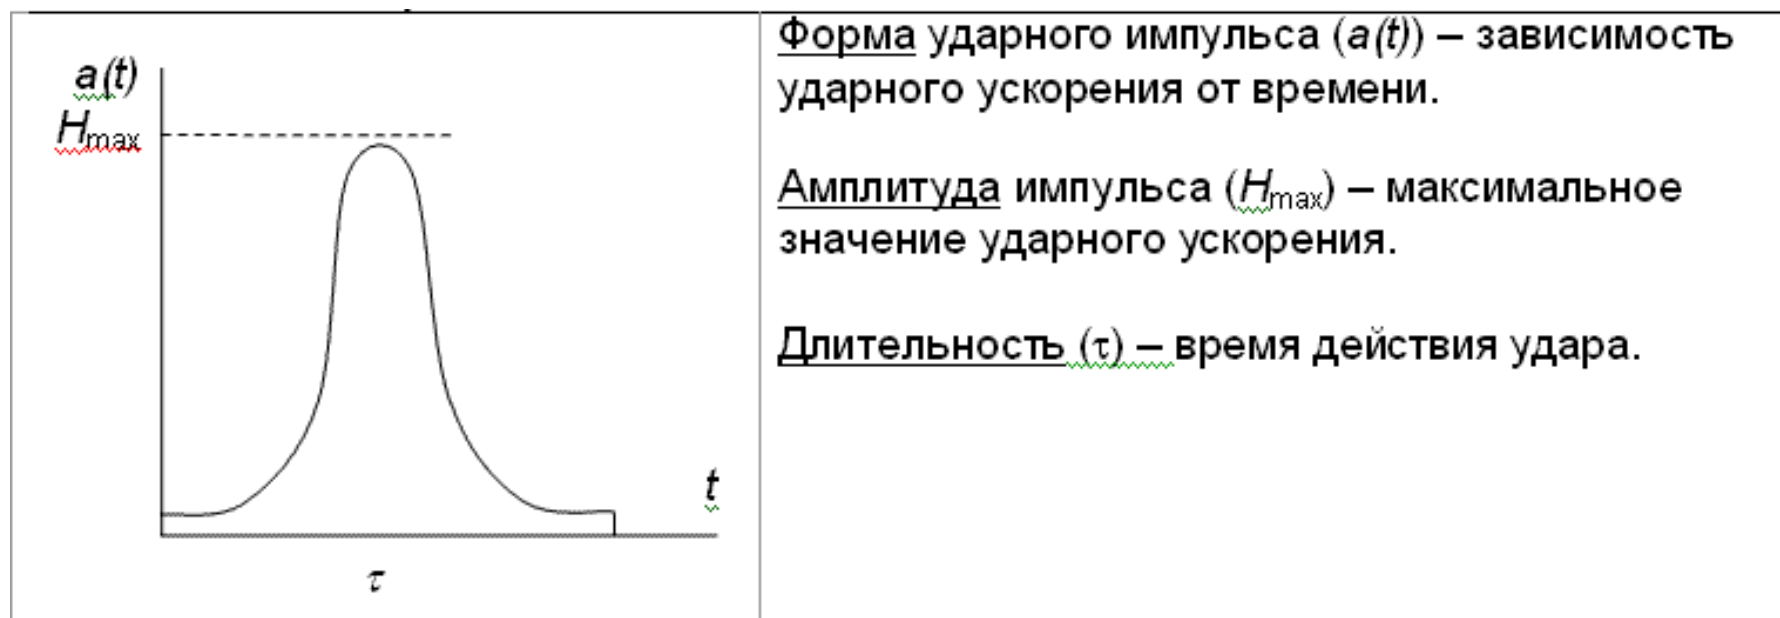 a(t)
Hmax
t
τ
Форма ударного импульса (a(t)) – зависимость
ударного ускорения от времени.
Амплитуда импульса (Hmax) – максимальное
значение ударного ускорения.
Длительность (τ) – время действия удара.